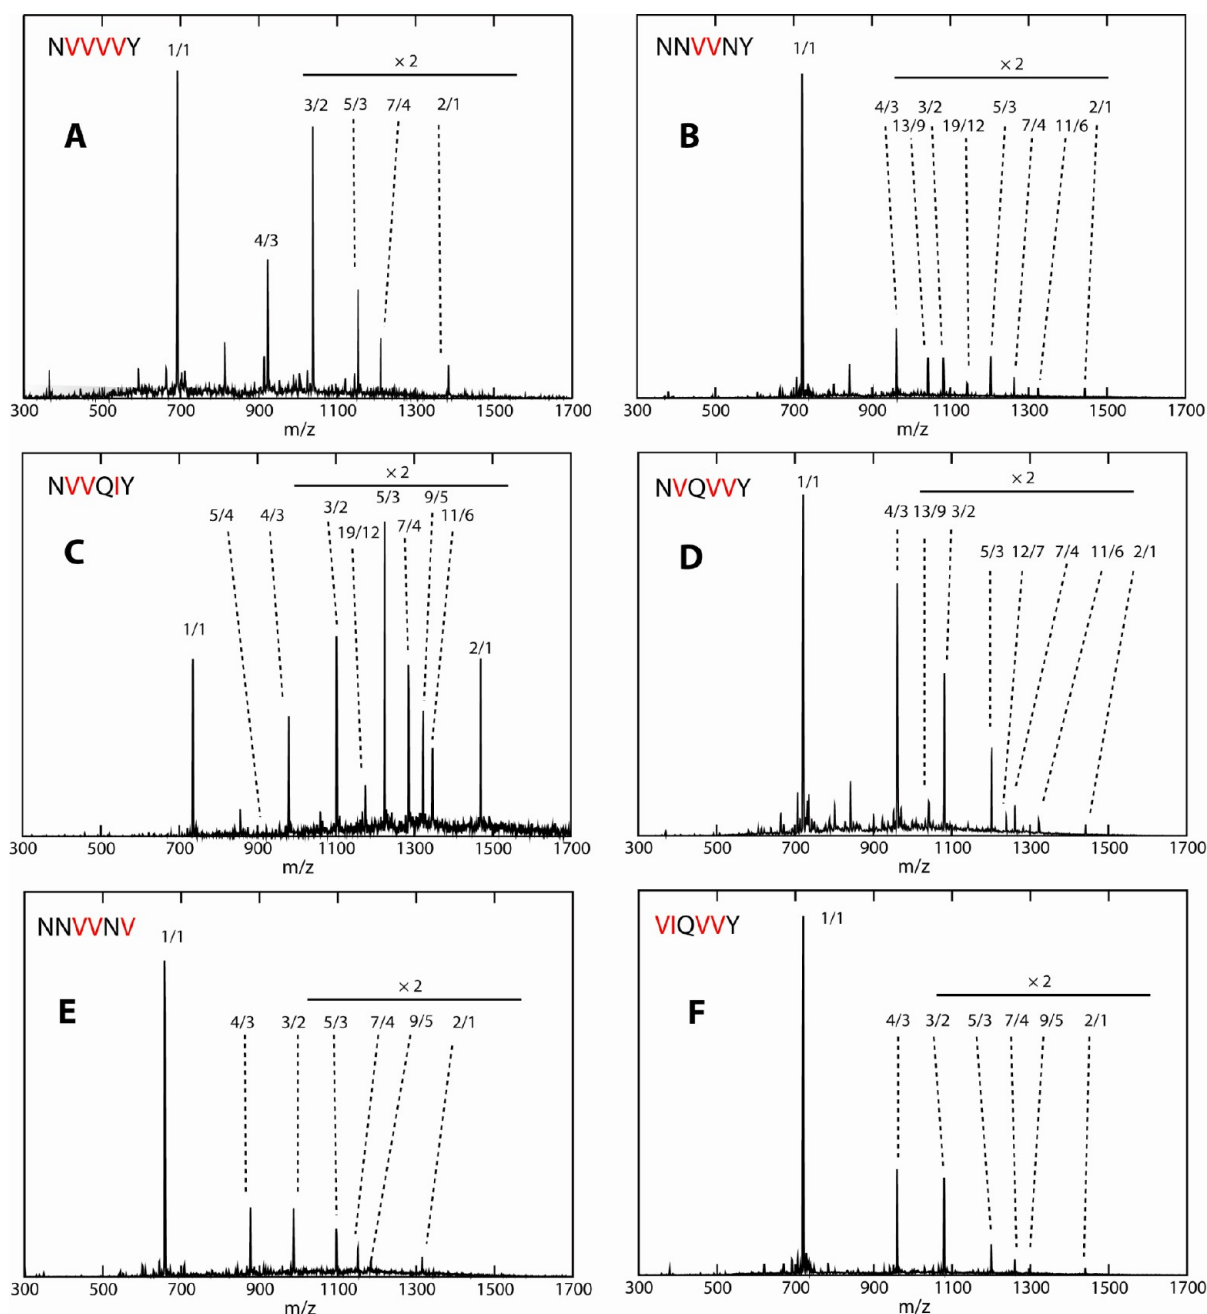 NVVVVY
1/1
× 2
3/2 5/3 7/4 2/1
A
4/3
300 500 700 900 1100 1300 1500 1700
m/z
NNVVNY
1/1
× 2
4/3 3/2 5/3 2/1
13/9 19/12 7/4 11/6
B
300 500 700 900 1100 1300 1500 1700
m/z
NVVQIY
× 2
5/4 4/3 3/2 5/3 9/5
19/12 7/4 11/6
C
1/1
2/1
300 500 700 900 1100 1300 1500 1700
m/z
NVQVVY
1/1
× 2
4/3 13/9 3/2
D
5/3 12/7 7/4 11/6 2/1
300 500 700 900 1100 1300 1500 1700
m/z
NNVVNV
1/1
× 2
E
4/3 3/2 5/3 7/4 9/5 2/1
300 500 700 900 1100 1300 1500 1700
m/z
VIQVVY
1/1
× 2
F
4/3 3/2 5/3 7/4 9/5 2/1
300 500 700 900 1100 1300 1500 1700
m/z